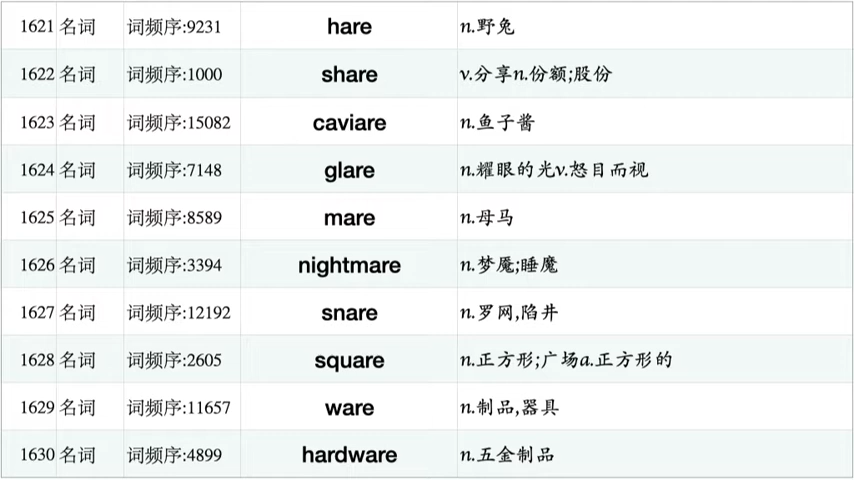 1621 名词 词频序:9231 hare n.野兔
1622 名词 词频序:1000 share v.分享n.份额;股份
1623 名词 词频序:15082 caviare n.鱼子酱
1624 名词 词频序:7148 glare n.耀眼的光v.怒目而视
1625 名词 词频序:8589 mare n.母马
1626 名词 词频序:3394 nightmare n.梦魇;睡魔
1627 名词 词频序:12192 snare n.罗网,陷井
1628 名词 词频序:2605 square n.正方形;广场a.正方形的
1629 名词 词频序:11657 ware n.制品,器具
1630 名词 词频序:4899 hardware n.五金制品